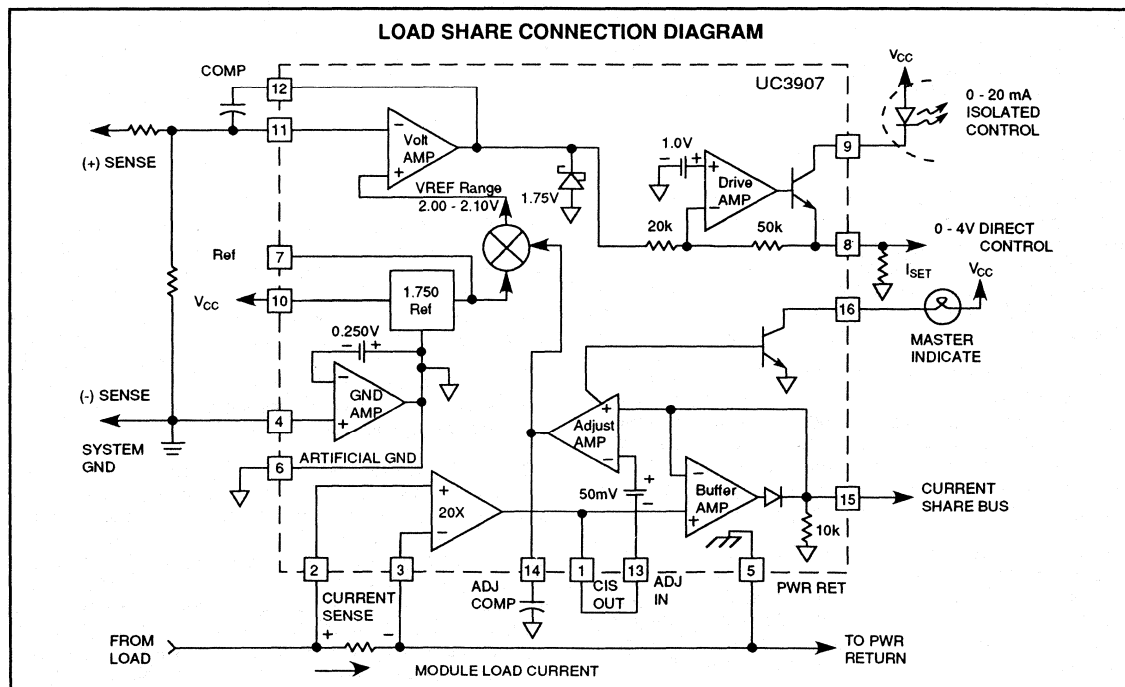 LOAD SHARE CONNECTION DIAGRAM
UC3907
COMP
12
11
(+) SENSE
Volt
AMP
VREF Range
2.00 - 2.10V
1.75V
1.0V
Drive
AMP
20k
50k
VCC
0 - 20 mA
ISOLATED
CONTROL
9
0 - 4V DIRECT
CONTROL
8
ISET
VCC
16
MASTER
INDICATE
Ref
7
VCC
10
1.750
Ref
0.250V
GND
AMP
(-) SENSE
4
SYSTEM
GND
6
ARTIFICIAL GND
20X
Adjust
AMP
50mV
Buffer
AMP
15
CURRENT
SHARE BUS
10k
2
3
14
1
13
5
CURRENT
SENSE
ADJ
COMP
CIS
OUT
ADJ
IN
PWR RET
FROM
LOAD
MODULE LOAD CURRENT
TO PWR
RETURN